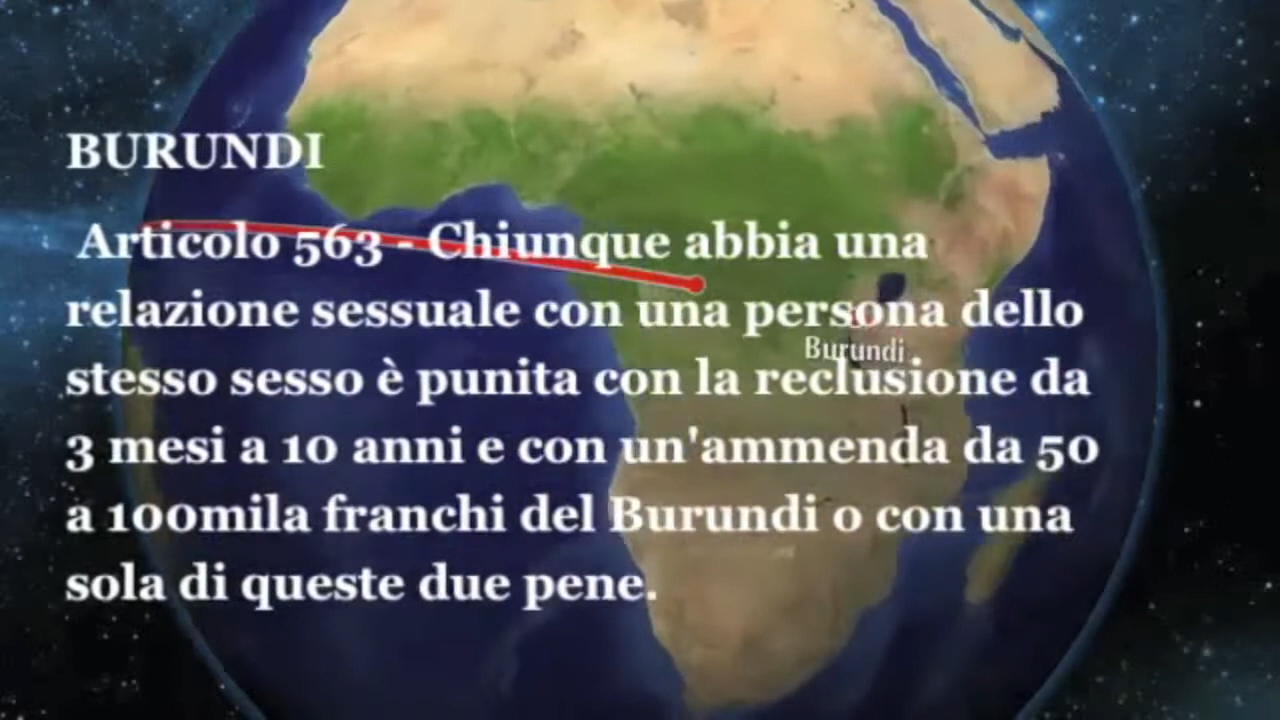 BURUNDI
Articolo 563 - Chiunque abbia una
relazione sessuale con una persona dello
Burundi
stesso sesso è punita con la reclusione da
3 mesi a 10 anni e con un'ammenda da 50
a 100mila franchi del Burundi o con una
sola di queste due pene.